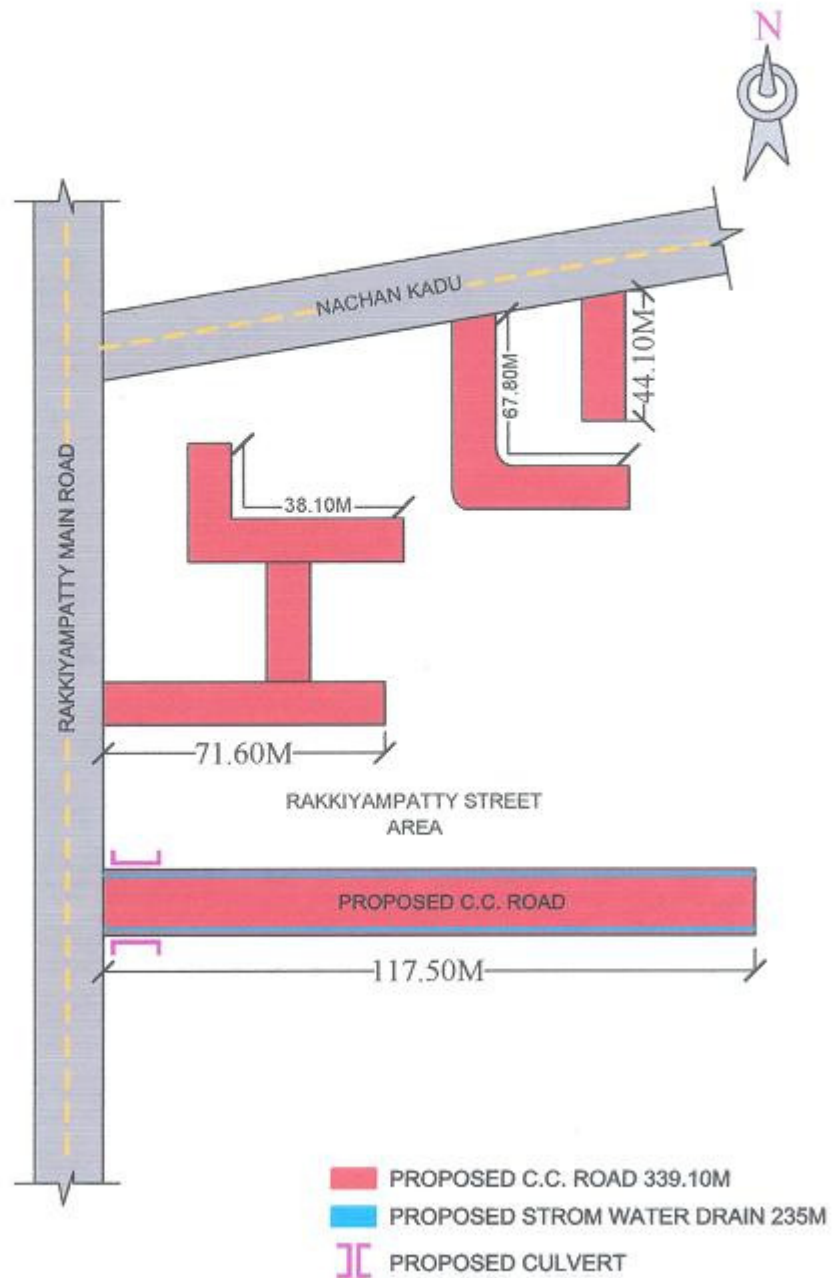 N
NACHAN KADU
67.80M
44.10M
RAKKIYAMPATTY MAIN ROAD
38.10M
71.60M
RAKKIYAMPATTY STREET
AREA
PROPOSED C.C. ROAD
117.50M
PROPOSED C.C. ROAD 339.10M
PROPOSED STROM WATER DRAIN 235M
PROPOSED CULVERT